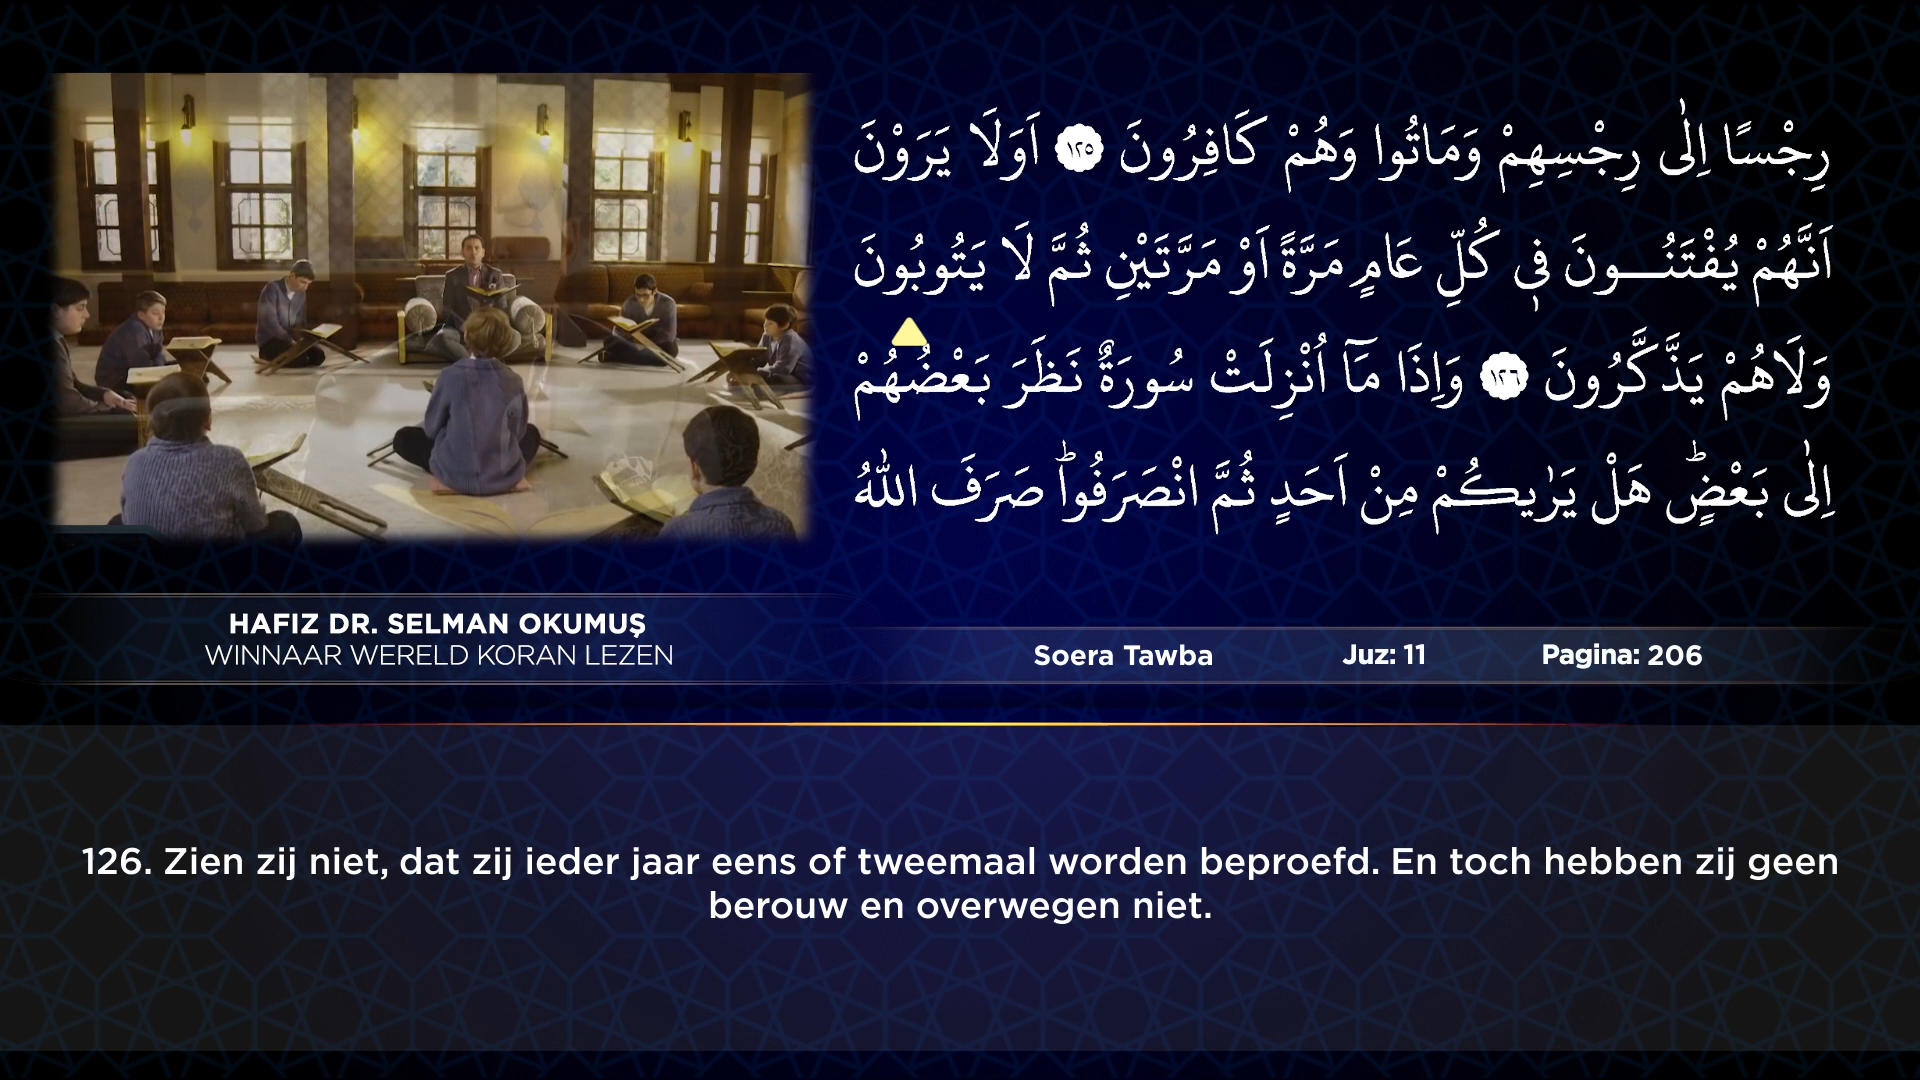 رِجْسًا اِلٰى رِجْسِهِمْ وَمَاتُوا وَهُمْ كَافِرُونَ ١٢٥ اَوَلَا يَرَوْنَ
اَنَّهُمْ يُفْتَنُونَ فٖى كُلِّ عَامٍ مَرَّةً اَوْ مَرَّتَيْنِ ثُمَّ لَا يَتُوبُونَ
وَلَاهُمْ يَذَّكَّرُونَ ١٢٦ وَاِذَا مَٓا اُنْزِلَتْ سُورَةٌ نَظَرَ بَعْضُهُمْ
اِلٰى بَعْضٍؕ هَلْ يَرٰيكُمْ مِنْ اَحَدٍ ثُمَّ انْصَرَفُواؕ صَرَفَ اللّٰهُ
HAFIZ DR. SELMAN OKUMUŞ
WINNAAR WERELD KORAN LEZEN
Soera Tawba Juz: 11 Pagina: 206
126. Zien zij niet, dat zij ieder jaar eens of tweemaal worden beproefd. En toch hebben zij geen
berouw en overwegen niet.